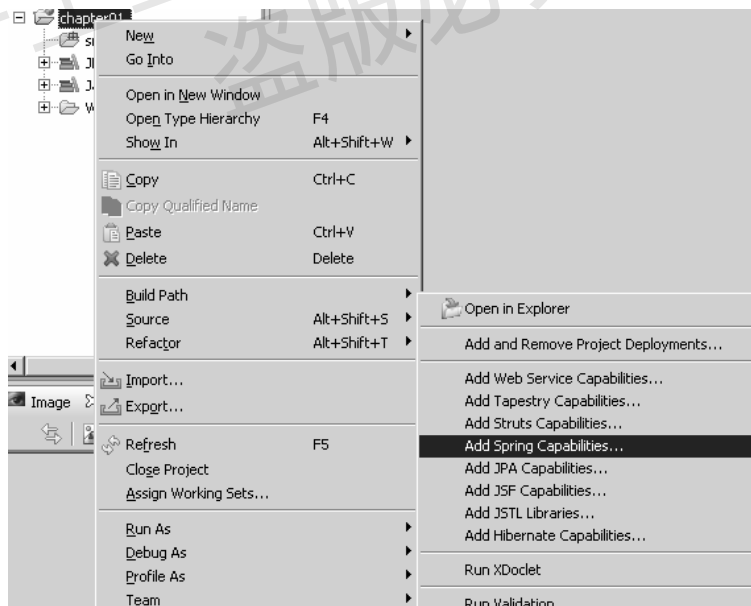 chapter01
New
Go Into
Open in New Window
Open Type Hierarchy F4
Show In Alt+Shift+W
Copy Ctrl+C
Copy Qualified Name
Paste Ctrl+V
Delete Delete
Build Path
Source Alt+Shift+S
Refactor Alt+Shift+T
Import...
Export...
Refresh F5
Close Project
Assign Working Sets...
Run As
Debug As
Profile As
Team
Open in Explorer
Add and Remove Project Deployments...
Add Web Service Capabilities...
Add Tapestry Capabilities...
Add Struts Capabilities...
Add Spring Capabilities...
Add JPA Capabilities...
Add JSF Capabilities...
Add JSTL Libraries...
Add Hibernate Capabilities...
Run XDoclet
Run Validation
Image
盗版必